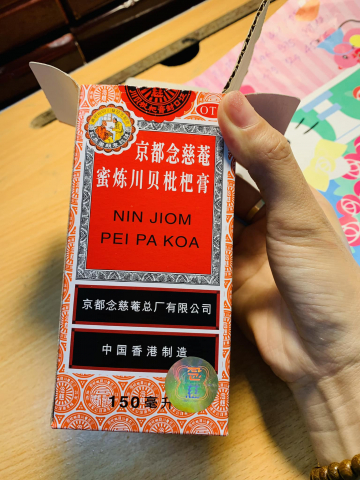 OT
京都念慈菴
蜜炼川贝枇杷膏
NIN JIOM
PEI PA KOA
京都念慈菴总厂有限公司
中国香港制造
150毫升